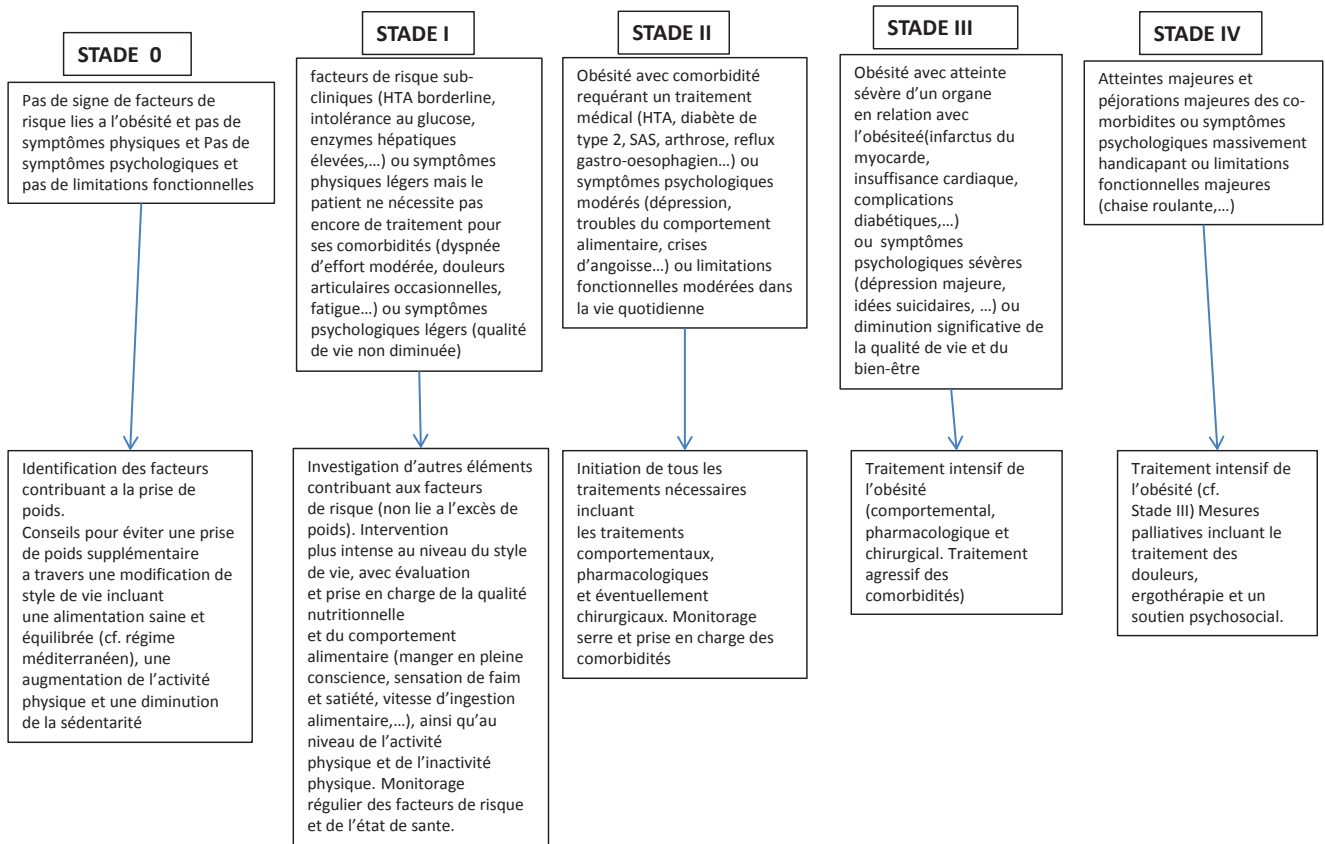 STADE 0
Pas de signe de facteurs de
risque lies a l’obésité et pas de
symptômes physiques et Pas de
symptômes psychologiques et
pas de limitations fonctionnelles
Identification des facteurs
contribuant a la prise de
poids.
Conseils pour éviter une prise
de poids supplémentaire
a travers une modification de
style de vie incluant
une alimentation saine et
équilibrée (cf. régime
méditerranéen), une
augmentation de l’activité
physique et une diminution
de la sédentarité
STADE I
facteurs de risque sub-
cliniques (HTA borderline,
intolérance au glucose,
enzymes hépatiques
élevées,…) ou symptômes
physiques légers mais le
patient ne nécessite pas
encore de traitement pour
ses comorbidités (dyspnée
d’effort modérée, douleurs
articulaires occasionnelles,
fatigue…) ou symptômes
psychologiques légers (qualité
de vie non diminuée)
Investigation d’autres éléments
contribuant aux facteurs
de risque (non lie a l’excès de
poids). Intervention
plus intense au niveau du style
de vie, avec évaluation
et prise en charge de la qualité
nutritionnelle
et du comportement
alimentaire (manger en pleine
conscience, sensation de faim
et satiété, vitesse d’ingestion
alimentaire,…), ainsi qu’au
niveau de l’activité
physique et de l’inactivité
physique. Monitorage
régulier des facteurs de risque
et de l’état de sante.
STADE II
Obésité avec comorbidité
requérant un traitement
médical (HTA, diabète de
type 2, SAS, arthrose, reflux
gastro-oesophagien…) ou
symptômes psychologiques
modérés (dépression,
troubles du comportement
alimentaire, crises
d’angoisse…) ou limitations
fonctionnelles modérées dans
la vie quotidienne
Initiation de tous les
traitements nécessaires
incluant
les traitements
comportementaux,
pharmacologiques
et éventuellement
chirurgicaux. Monitorage
serre et prise en charge des
comorbidités
STADE III
Obésité avec atteinte
sévère d’un organe
en relation avec
l’obésiteé(infarctus du
myocarde,
insuffisance cardiaque,
complications
diabétiques,…)
ou symptômes
psychologiques sévères
(dépression majeure,
idées suicidaires, …) ou
diminution significative de
la qualité de vie et du
bien-être
Traitement intensif de
l’obésité
(comportemental,
pharmacologique et
chirurgical. Traitement
agressif des
comorbidités)
STADE IV
Atteintes majeures et
péjorations majeures des co-
morbidites ou symptômes
psychologiques massivement
handicapant ou limitations
fonctionnelles majeures
(chaise roulante,…)
Traitement intensif de
l’obésité (cf.
Stade III) Mesures
palliatives incluant le
traitement des
douleurs,
ergothérapie et un
soutien psychosocial.